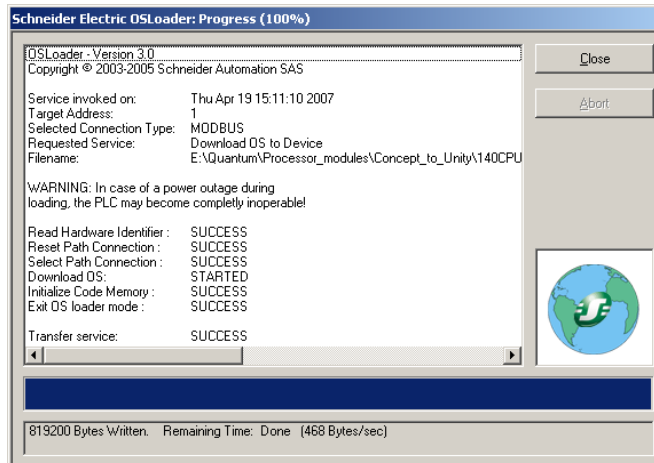 Schneider Electric OSLoader: Progress (100%)
OSLoader - Version 3.0
Copyright © 2003-2005 Schneider Automation SAS
Service invoked on: Thu Apr 19 15:11:10 2007
Target Address: 1
Selected Connection Type: MODBUS
Requested Service: Download OS to Device
Filename: E:\Quantum\Processor_modules\Concept_to_Unity\140CPU
WARNING: In case of a power outage during
loading, the PLC may become completly inoperable!
Read Hardware Identifier : SUCCESS
Reset Path Connection : SUCCESS
Select Path Connection : SUCCESS
Download OS: STARTED
Initialize Code Memory : SUCCESS
Exit OS loader mode : SUCCESS
Transfer service: SUCCESS
Close
Abort
819200 Bytes Written. Remaining Time: Done (468 Bytes/sec)